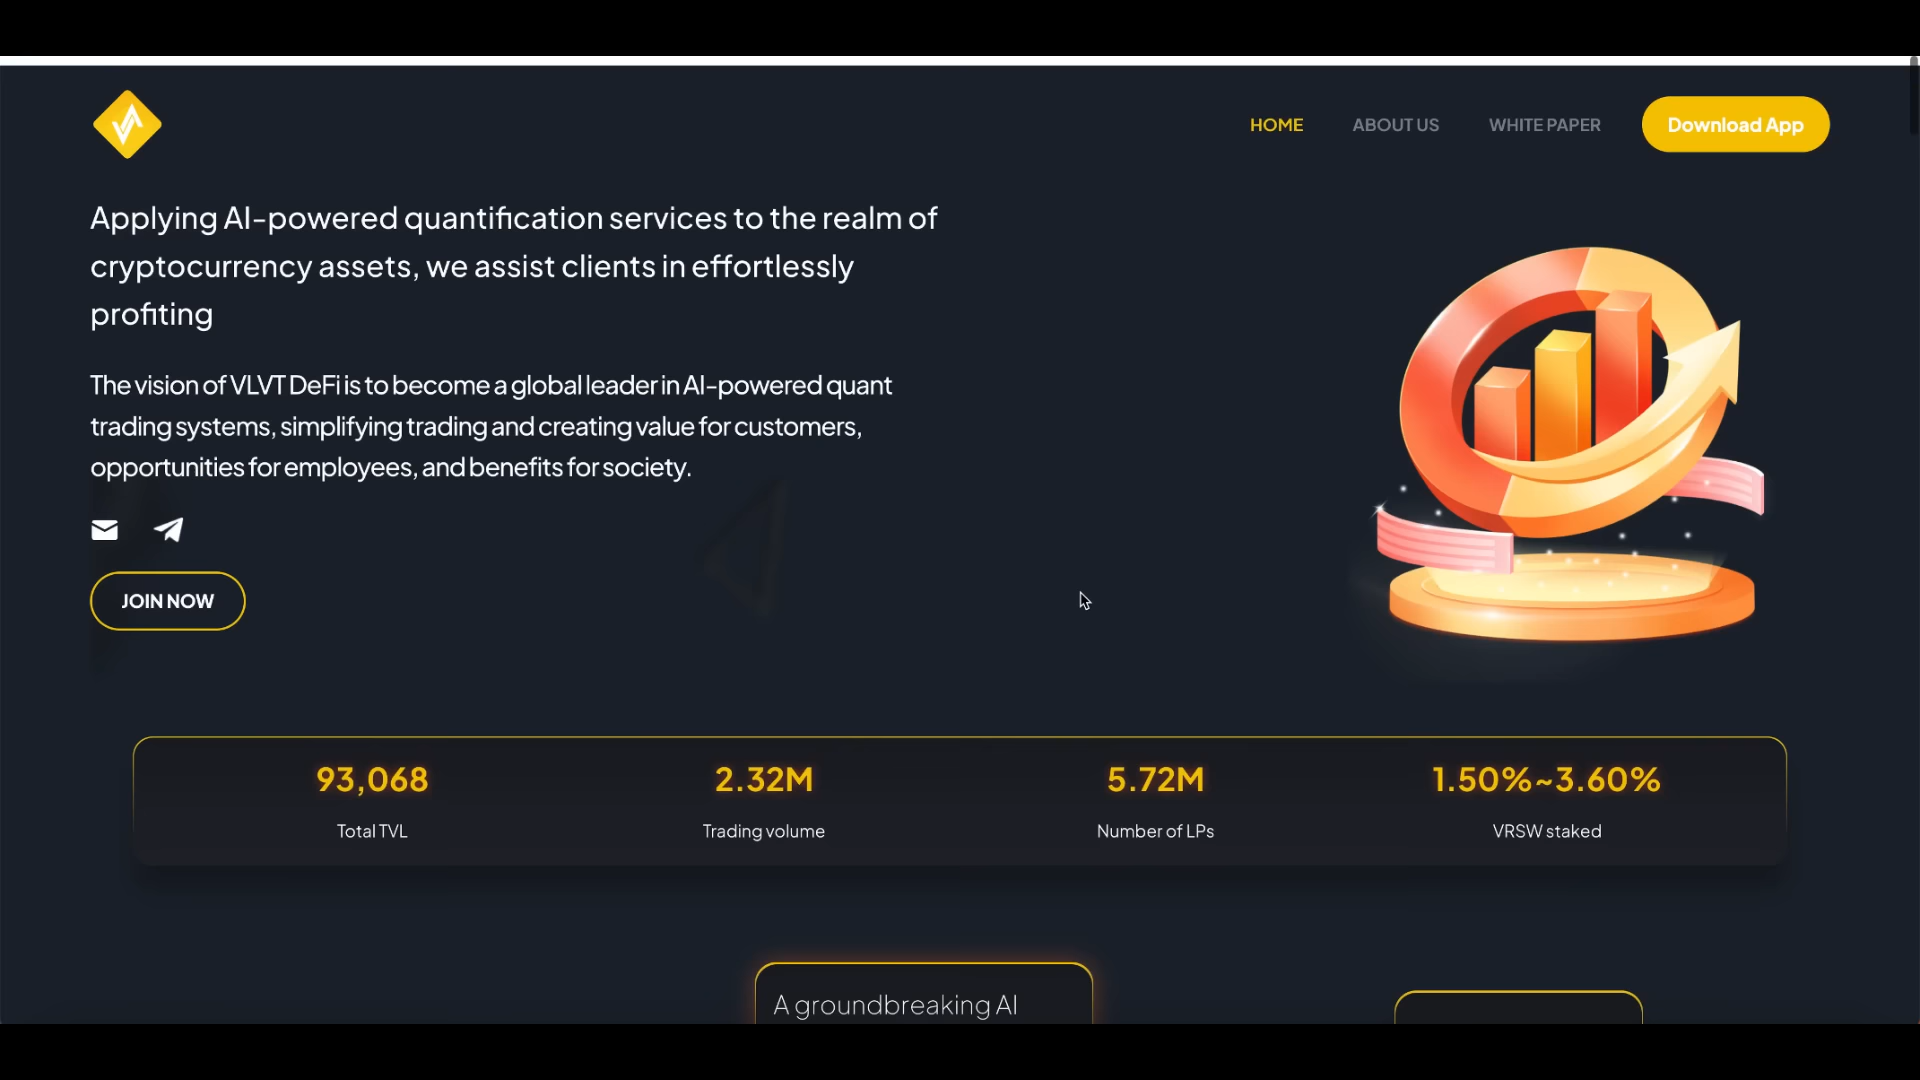 HOME ABOUT US WHITE PAPER Download App
Applying AI-powered quantification services to the realm of
cryptocurrency assets, we assist clients in effortlessly
profiting
The vision of VLVT DeFi is to become a global leader in AI-powered quant
trading systems, simplifying trading and creating value for customers,
opportunities for employees, and benefits for society.
JOIN NOW
93,068 2.32M 5.72M 1.50%~3.60%
Total TVL Trading volume Number of LPs VRSW staked
A groundbreaking AI